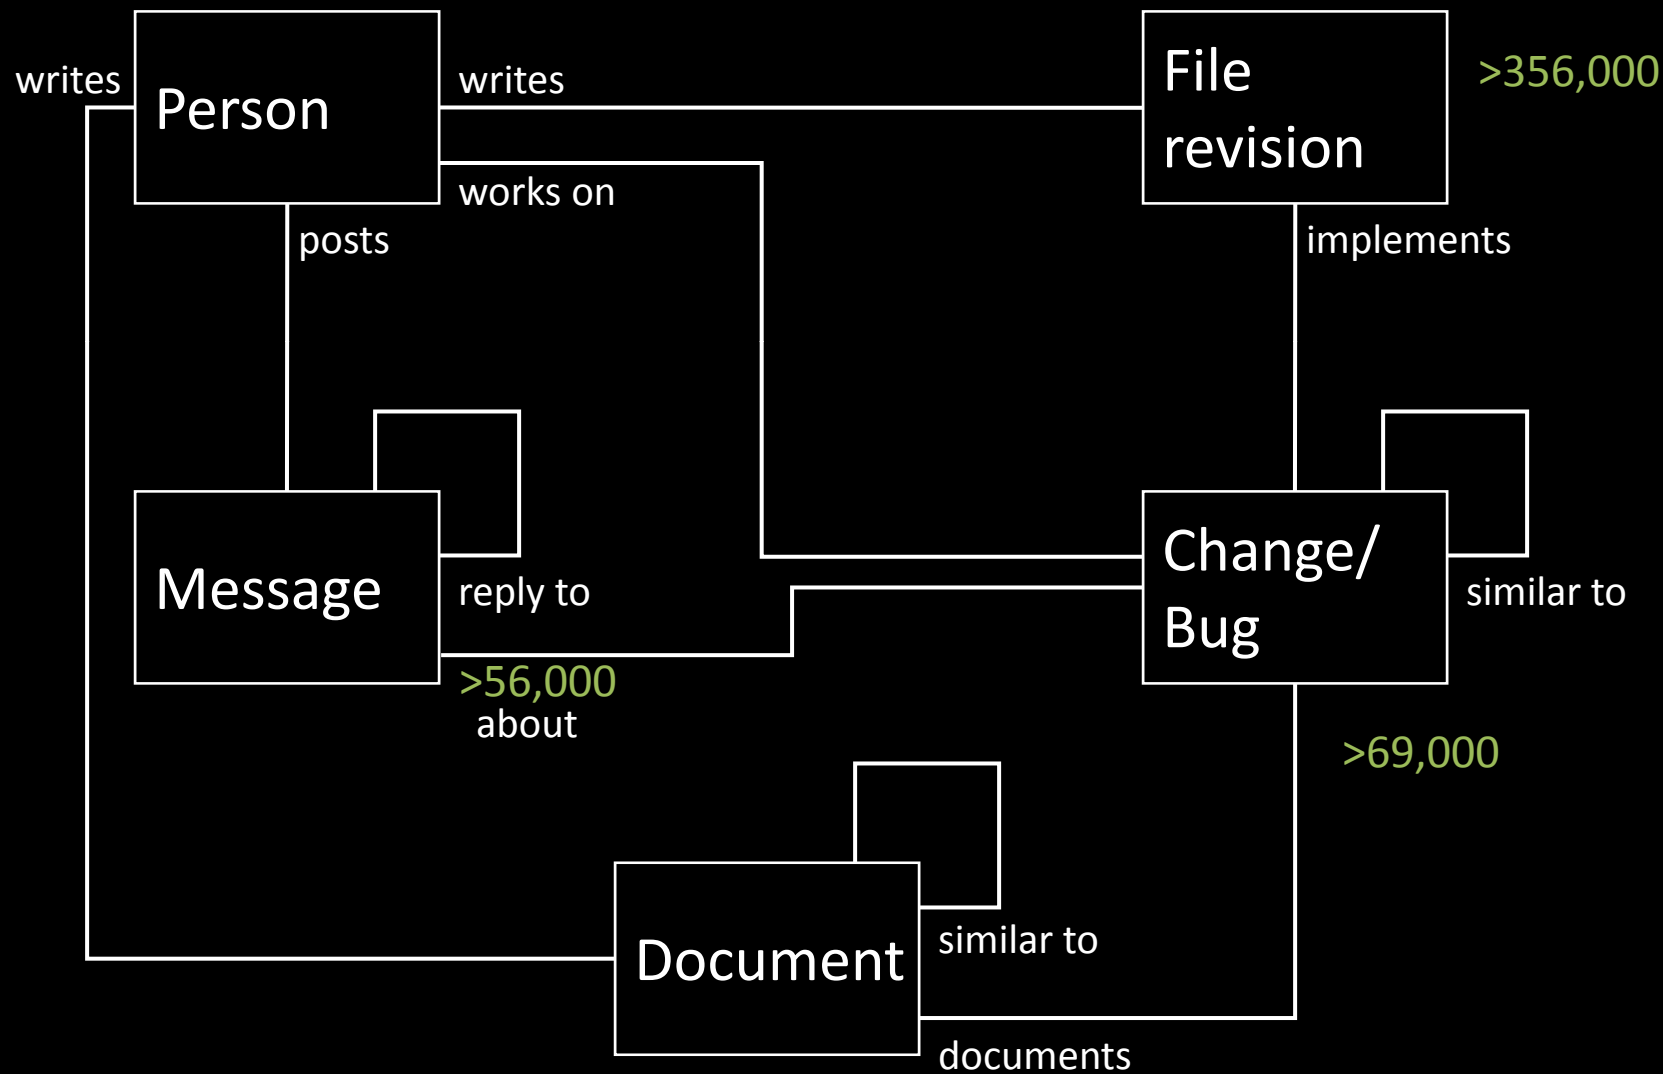 writes
Person
writes
File
revision
>356,000
works on
posts
implements
Message
reply to
>56,000
about
Change/
Bug
similar to
>69,000
Document
similar to
documents